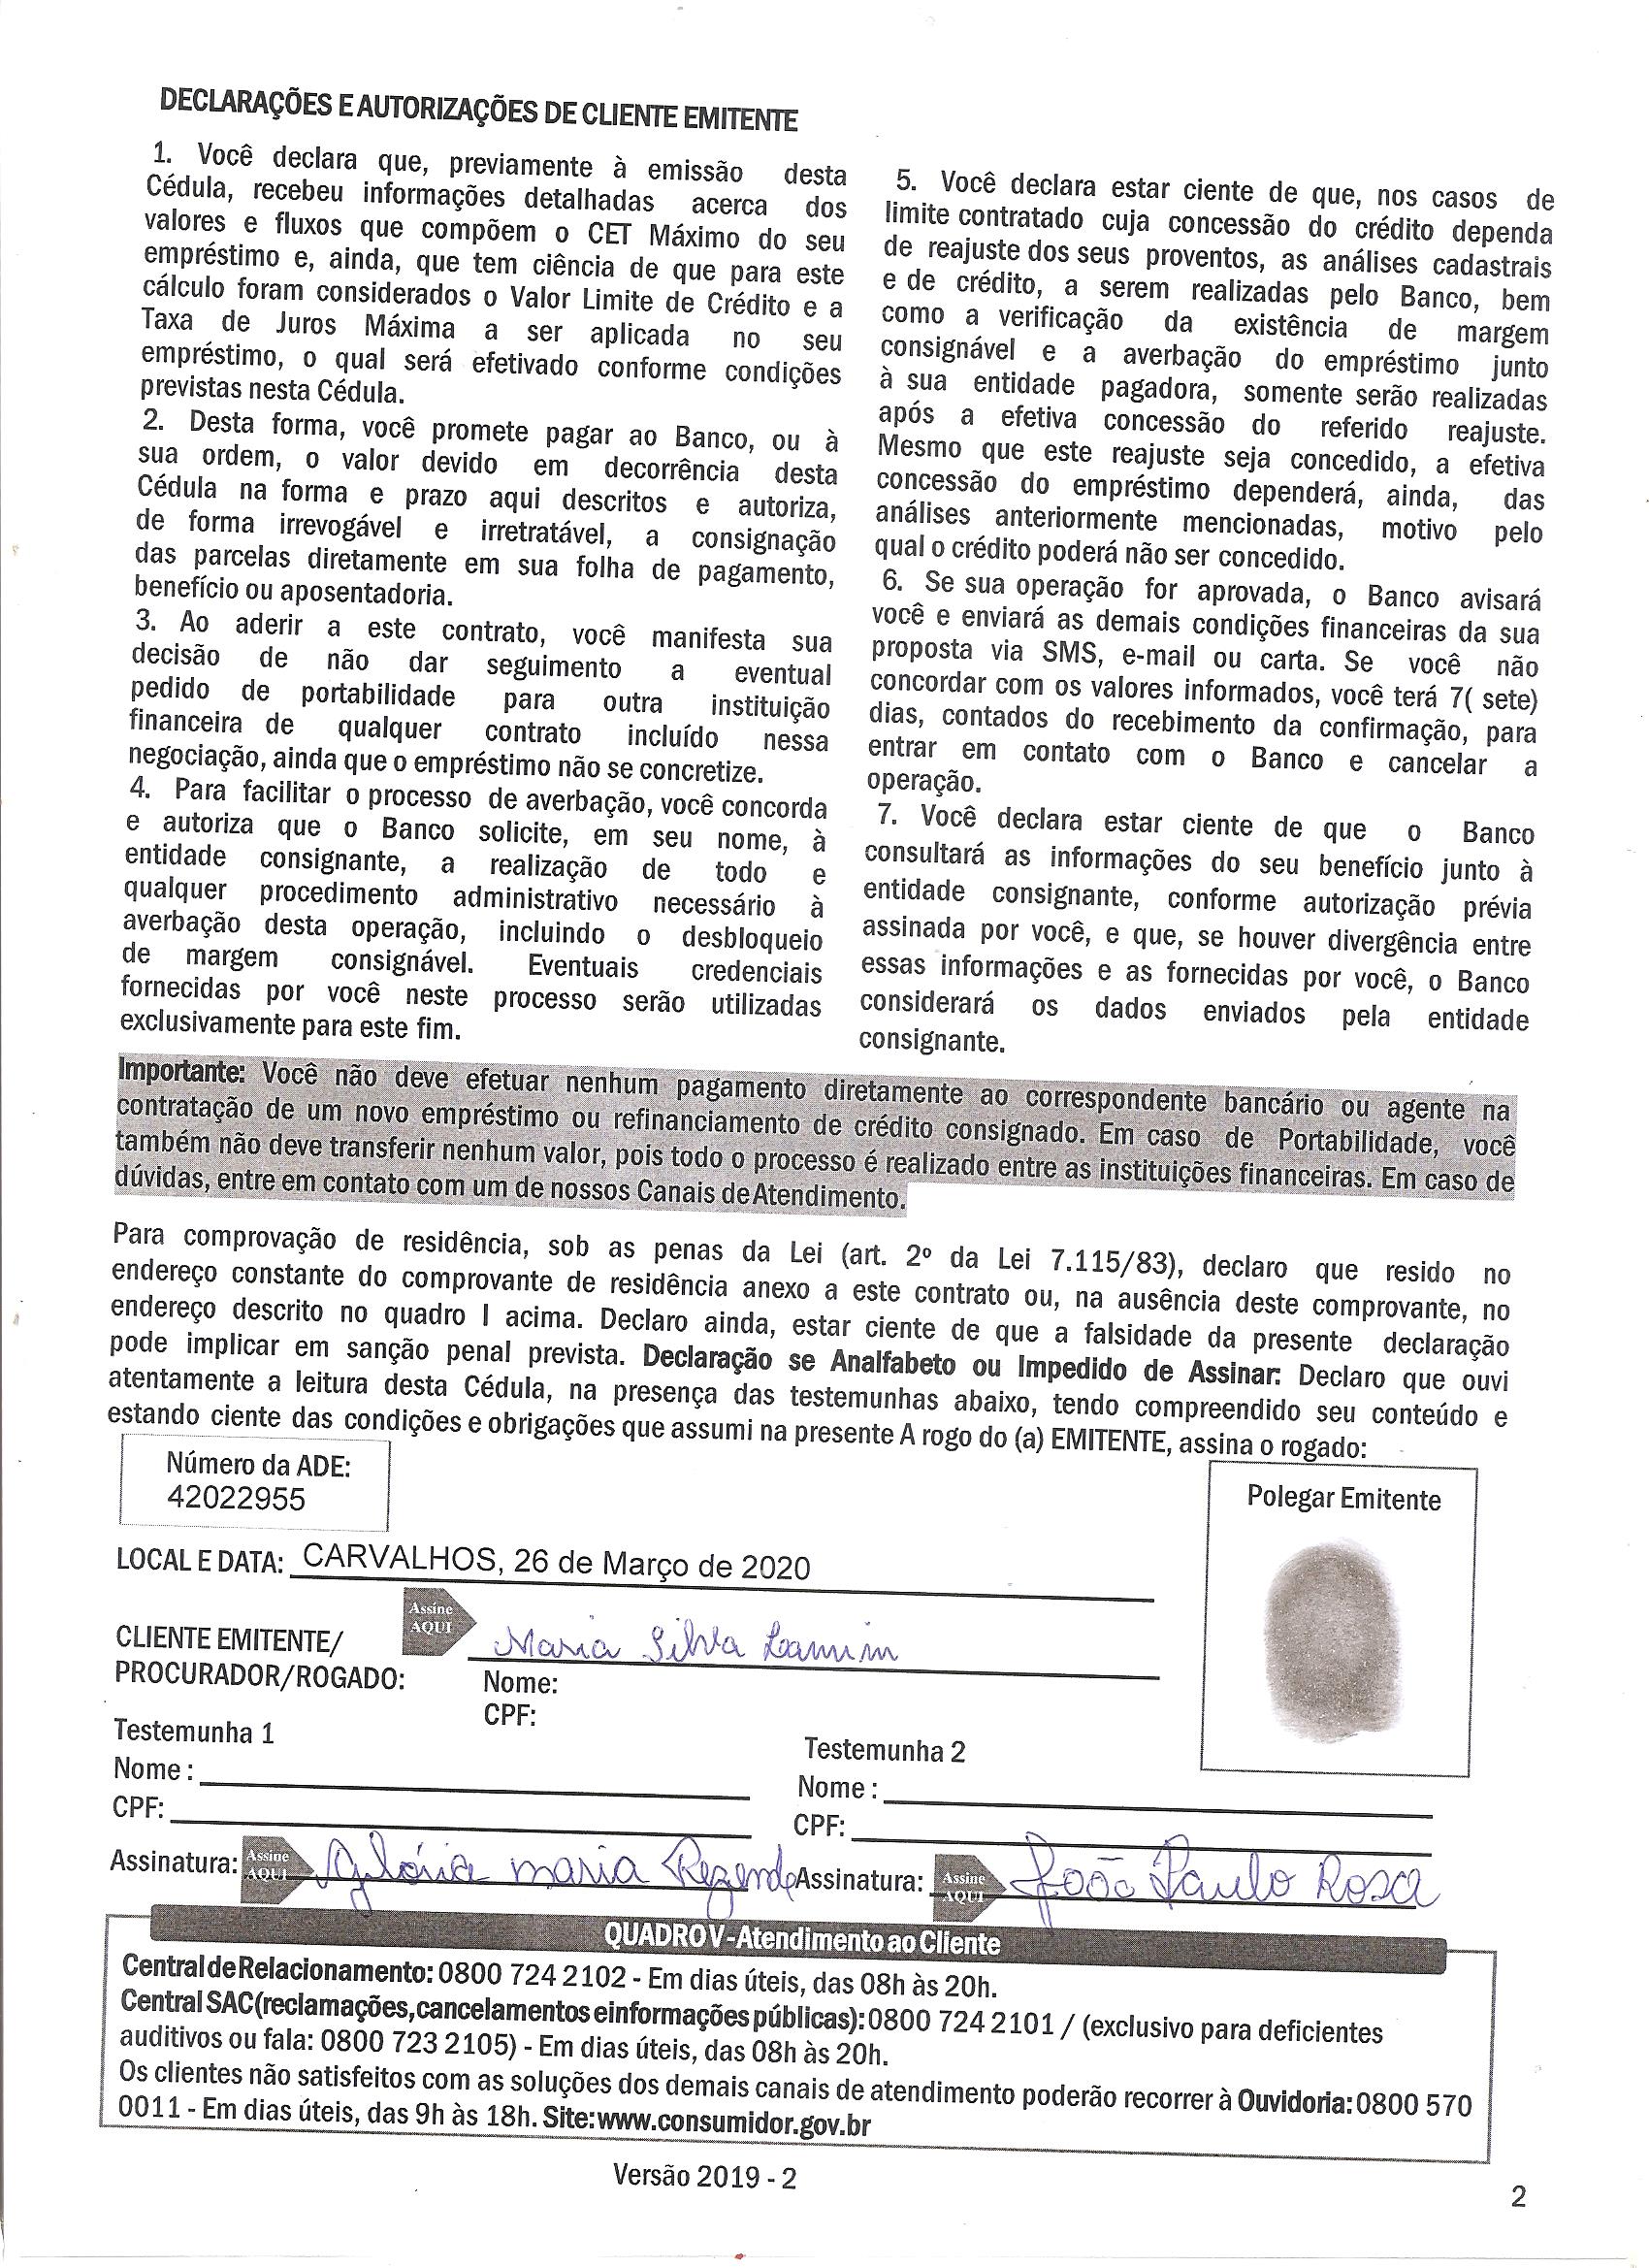 DECLARAÇÕES E AUTORIZAÇÕES DE CLIENTE EMITENTE
1. Você declara que, previamente à emissão desta
Cédula, recebeu informações detalhadas acerca dos
valores e fluxos que compõem o CET Máximo do seu
empréstimo e, ainda, que tem ciência de que para este
cálculo foram considerados o Valor Limite de Crédito e a
Taxa de Juros Máxima a ser aplicada no seu
empréstimo, o qual será efetivado conforme condições
previstas nesta Cédula.
2. Desta forma, você promete pagar ao Banco, ou à
sua ordem, o valor devido em decorrência desta
Cédula na forma e prazo aqui descritos e autoriza,
de forma irrevogável e irretratável, a consignação
das parcelas diretamente em sua folha de pagamento,
benefício ou aposentadoria.
3. Ao aderir a este contrato, você manifesta sua
decisão de não dar seguimento a eventual
pedido de portabilidade para outra instituição
financeira de qualquer contrato incluído nessa
negociação, ainda que o empréstimo não se concretize.
4. Para facilitar o processo de averbação, você concorda
e autoriza que o Banco solicite, em seu nome, à
entidade consignante, a realização de todo e
qualquer procedimento administrativo necessário à
averbação desta operação, incluindo o desbloqueio
de margem consignável. Eventuais credenciais
fornecidas por você neste processo serão utilizadas
exclusivamente para este fim.
5. Você declara estar ciente de que, nos casos de
limite contratado cuja concessão do crédito dependa
de reajuste dos seus proventos, as análises cadastrais
e de crédito, a serem realizadas pelo Banco, bem
como a verificação da existência de margem
consignável e a averbação do empréstimo junto
à sua entidade pagadora, somente serão realizadas
após a efetiva concessão do referido reajuste.
Mesmo que este reajuste seja concedido, a efetiva
concessão do empréstimo dependerá, ainda, das
análises anteriormente mencionadas, motivo pelo
qual o crédito poderá não ser concedido.
6. Se sua operação for aprovada, o Banco avisará
você e enviará as demais condições financeiras da sua
proposta via SMS, e-mail ou carta. Se você não
concordar com os valores informados, você terá 7( sete)
dias, contados do recebimento da confirmação, para
entrar em contato com o Banco e cancelar a
operação.
7. Você declara estar ciente de que o Banco
consultará as informações do seu benefício junto à
entidade consignante, conforme autorização prévia
assinada por você, e que, se houver divergência entre
essas informações e as fornecidas por você, o Banco
considerará os dados enviados pela entidade
consignante.
Importante: Você não deve efetuar nenhum pagamento diretamente ao correspondente bancário ou agente na
contratação de um novo empréstimo ou refinanciamento de crédito consignado. Em caso de Portabilidade, você
também não deve transferir nenhum valor, pois todo o processo é realizado entre as instituições financeiras. Em caso de
dúvidas, entre em contato com um de nossos Canais de Atendimento.
Para comprovação de residência, sob as penas da Lei (art. 2º da Lei 7.115/83), declaro que resido no
endereço constante do comprovante de residência anexo a este contrato ou, na ausência deste comprovante, no
endereço descrito no quadro I acima. Declaro ainda, estar ciente de que a falsidade da presente declaração
pode implicar em sanção penal prevista. Declaração se Analfabeto ou Impedido de Assinar: Declaro que ouvi
atentamente a leitura desta Cédula, na presença das testemunhas abaixo, tendo compreendido seu conteúdo e
estando ciente das condições e obrigações que assumi na presente A rogo do (a) EMITENTE, assina o rogado:
Número da ADE:
42022955
Polegar Emitente
LOCAL E DATA: CARVALHOS, 26 de Março de 2020
Assine
AQUI
CLIENTE EMITENTE/ Maria Silva Lamim
PROCURADOR/ROGADO: Nome:
CPF:
Testemunha 1
Nome :
CPF:
Assinatura: Assine AQUI Glória maria Rezende
Testemunha 2
Nome :
CPF:
Assinatura: Assine AQUI João Paulo Rosa
QUADRO V - Atendimento ao Cliente
Central de Relacionamento: 0800 724 2102 - Em dias úteis, das 08h às 20h.
Central SAC (reclamações, cancelamentos e informações públicas): 0800 724 2101 / (exclusivo para deficientes
auditivos ou fala: 0800 723 2105) - Em dias úteis, das 08h às 20h.
Os clientes não satisfeitos com as soluções dos demais canais de atendimento poderão recorrer à Ouvidoria: 0800 570
0011 - Em dias úteis, das 9h às 18h. Site: www.consumidor.gov.br
Versão 2019 - 2
2